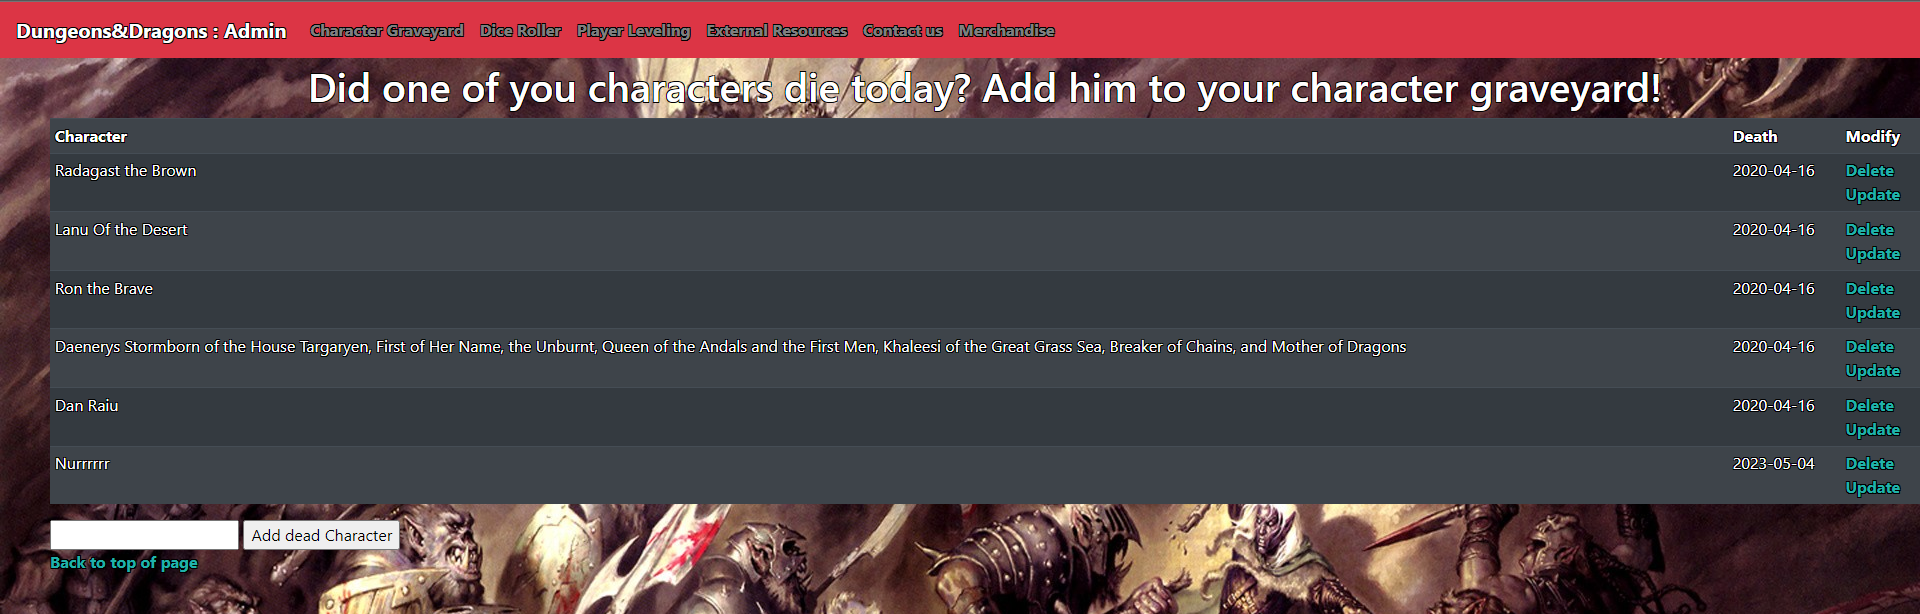 Dungeons&Dragons : Admin Character Graveyard Dice Roller Player Leveling External Resources Contact us Merchandise
Did one of you characters die today? Add him to your character graveyard!
Character Death Modify
Radagast the Brown 2020-04-16 Delete
Update
Lanu Of the Desert 2020-04-16 Delete
Update
Ron the Brave 2020-04-16 Delete
Update
Daenerys Stormborn of the House Targaryen, First of Her Name, the Unburnt, Queen of the Andals and the First Men, Khaleesi of the Great Grass Sea, Breaker of Chains, and Mother of Dragons 2020-04-16 Delete
Update
Dan Raiu 2020-04-16 Delete
Update
Nurrrrrr 2023-05-04 Delete
Update
Add dead Character
Back to top of page